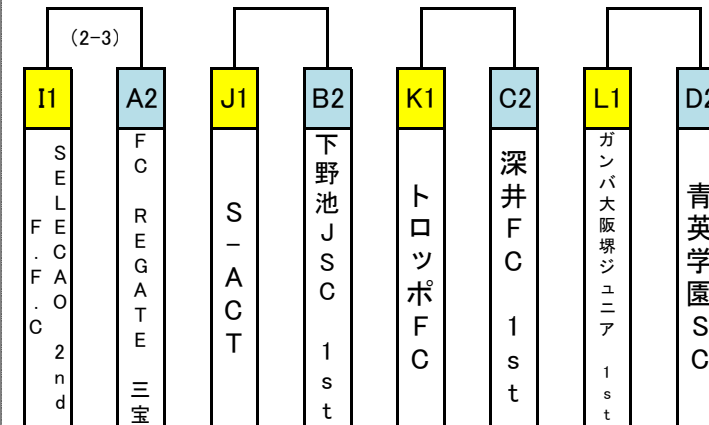 (2-3)
I1
A2
J1
B2
K1
C2
L1
D2
SELECAO 2nd
F.F.C
FC REGATE 三宝
S-ACT
下野池JSC 1st
トロッポFC
深井FC 1st
ガンバ大阪堺ジュニア 1st
青英学園SC